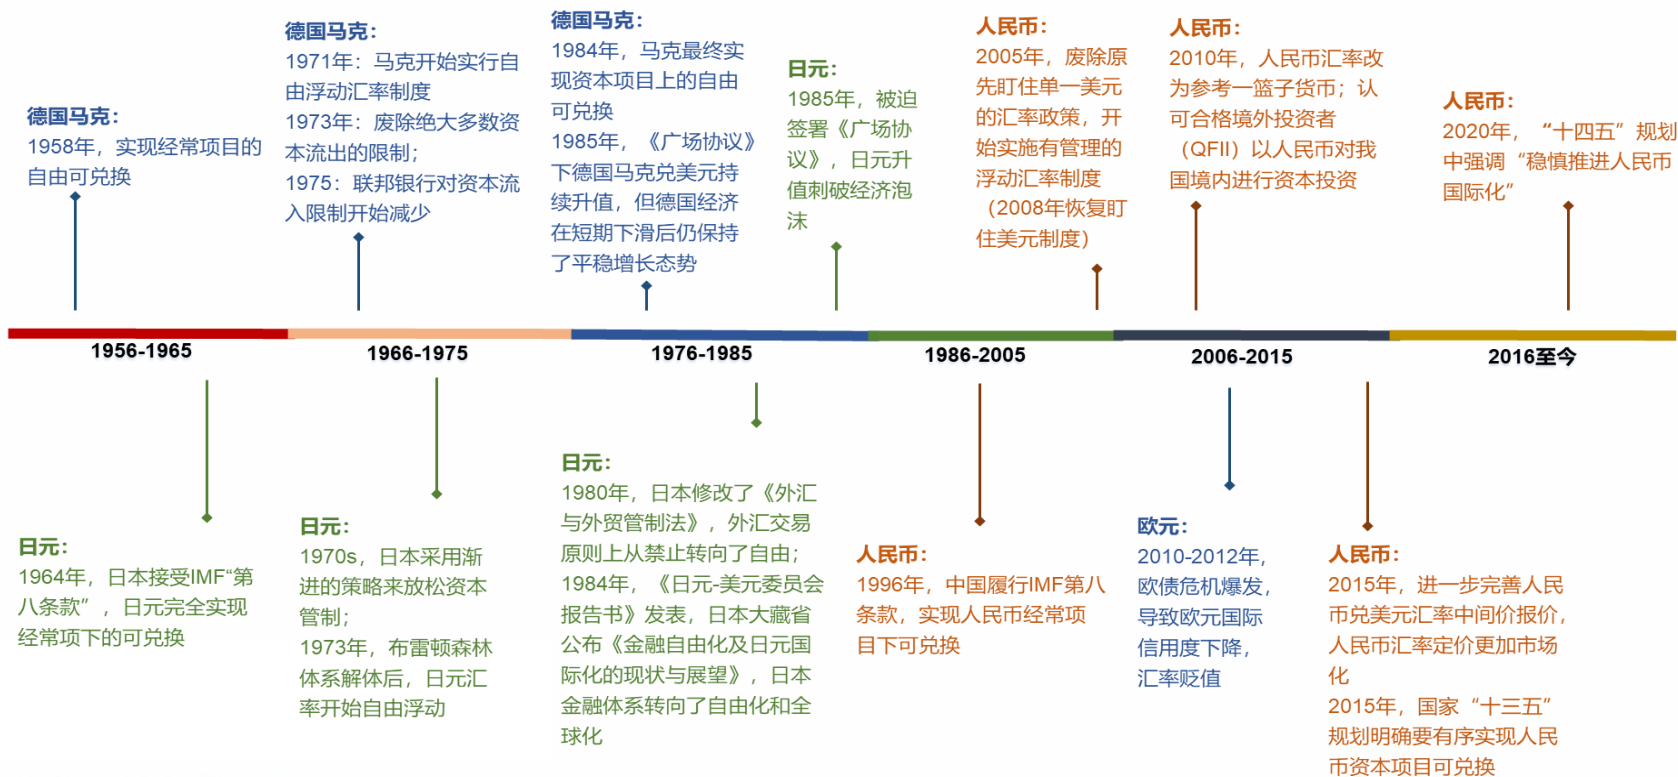 德国马克：
1958年，实现经常项目的
自由可兑换
德国马克：
1971年：马克开始实行自
由浮动汇率制度
1973年：废除绝大多数资
本流出的限制；
1975：联邦银行对资本流
入限制开始减少
德国马克：
1984年，马克最终实
现资本项目上的自由
可兑换
1985年，《广场协议》
下德国马克兑美元持
续升值，但德国经济
在短期下滑后仍保持
了平稳增长态势
日元：
1985年，被迫
签署《广场协
议》，日元升
值刺破经济泡
沫
人民币：
2005年，废除原
先盯住单一美元
的汇率政策，开
始实施有管理的
浮动汇率制度
（2008年恢复盯
住美元制度）
人民币：
2010年，人民币汇率改
为参考一篮子货币；认
可合格境外投资者
（QFII）以人民币对我
国境内进行资本投资
人民币：
2020年，“十四五”规划
中强调“稳慎推进人民币
国际化”
1956-1965
1966-1975
1976-1985
1986-2005
2006-2015
2016至今
日元：
1964年，日本接受IMF“第
八条款”，日元完全实现
经常项下的可兑换
日元：
1970s，日本采用渐
进的策略来放松资本
管制；
1973年，布雷顿森林
体系解体后，日元汇
率开始自由浮动
日元：
1980年，日本修改了《外汇
与外贸管制法》，外汇交易
原则上从禁止转向了自由；
1984年，《日元-美元委员会
报告书》发表，日本大藏省
公布《金融自由化及日元国
际化的现状与展望》，日本
金融体系转向了自由化和全
球化
人民币：
1996年，中国履行IMF第八
条款，实现人民币经常项
目下可兑换
欧元：
2010-2012年，
欧债危机爆发，
导致欧元国际
信用度下降，
汇率贬值
人民币：
2015年，进一步完善人民
币兑美元汇率中间价报价，
人民币汇率定价更加市场
化
2015年，国家“十三五”
规划明确要有序实现人民
币资本项目可兑换